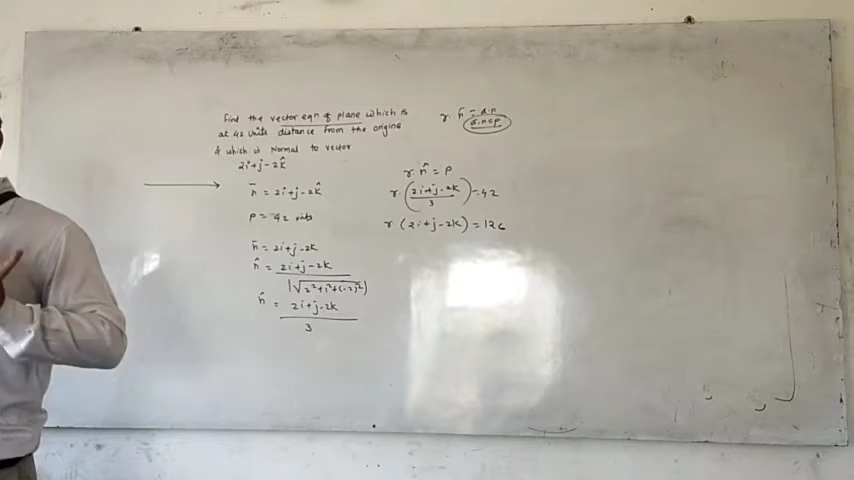 Find the vector eqn of plane which is
at 42 units distance from the origine
& which is Normal to vector
2i+j-2k̂
n̄ = 2i+j-2k̂
p = 42 units
n̄ = 2i+j-2k
n̂ = 2i+j-2k
|√2²+1²+(-2)²|
n̂ = 2i+j-2k
3
r. n̂ = a.n
a.n=p
r. n̂ = p
r. (2i+j-2k / 3) = 42
r. (2i+j-2k) = 126